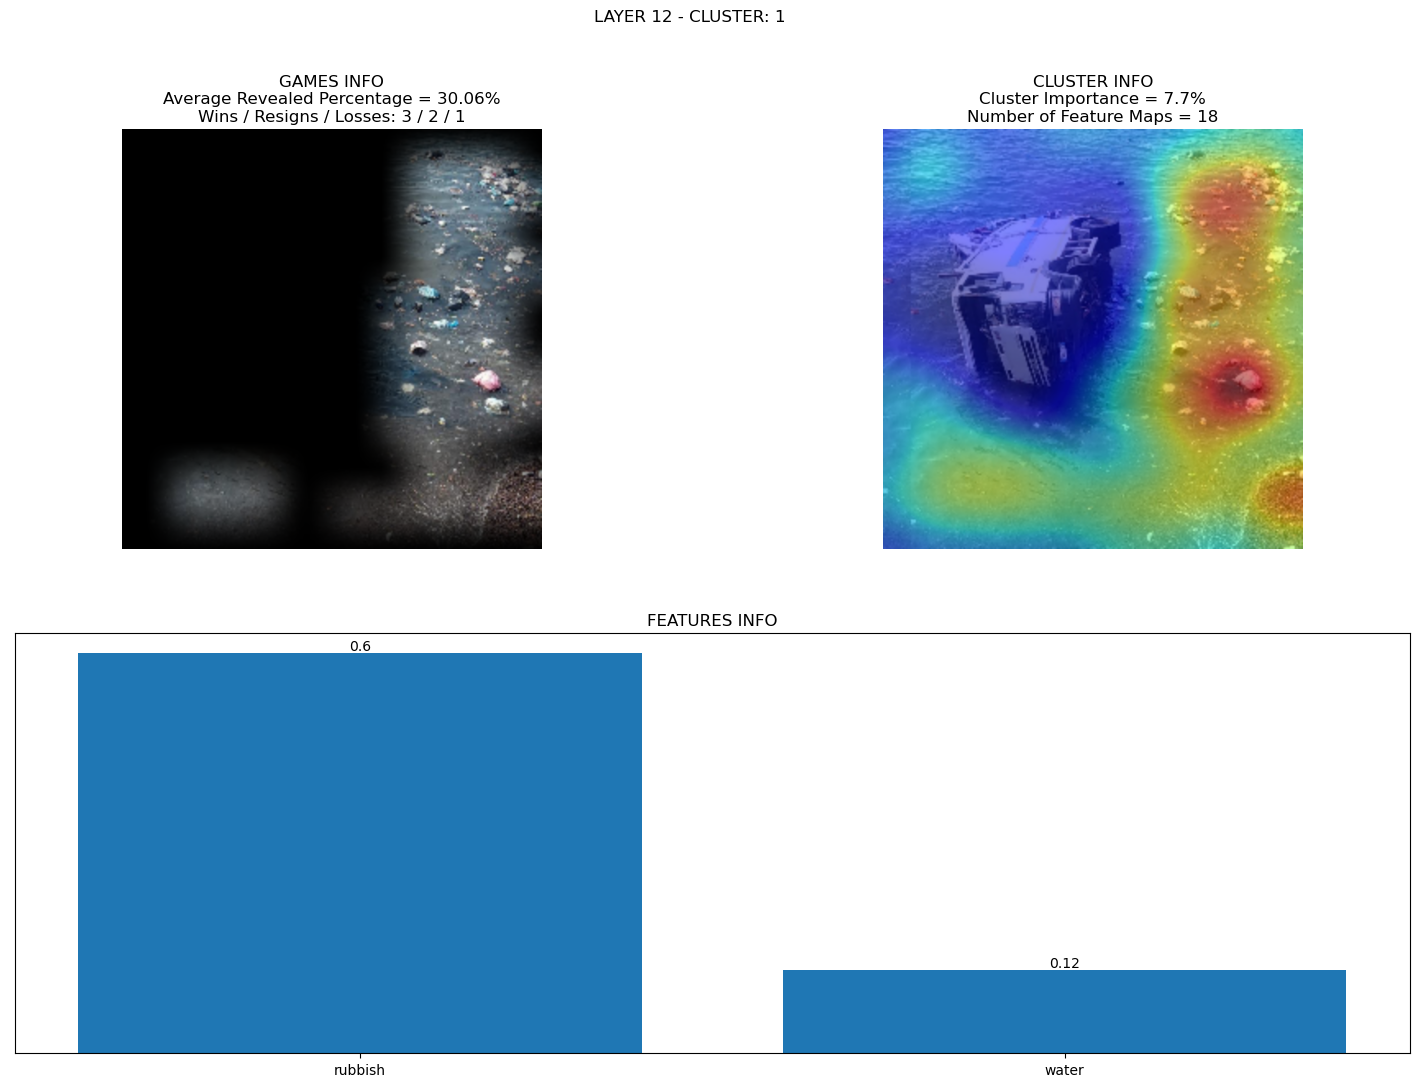 LAYER 12 - CLUSTER: 1
GAMES INFO
Average Revealed Percentage = 30.06%
Wins / Resigns / Losses: 3 / 2 / 1
CLUSTER INFO
Cluster Importance = 7.7%
Number of Feature Maps = 18
FEATURES INFO
0.6
0.12
rubbish
water